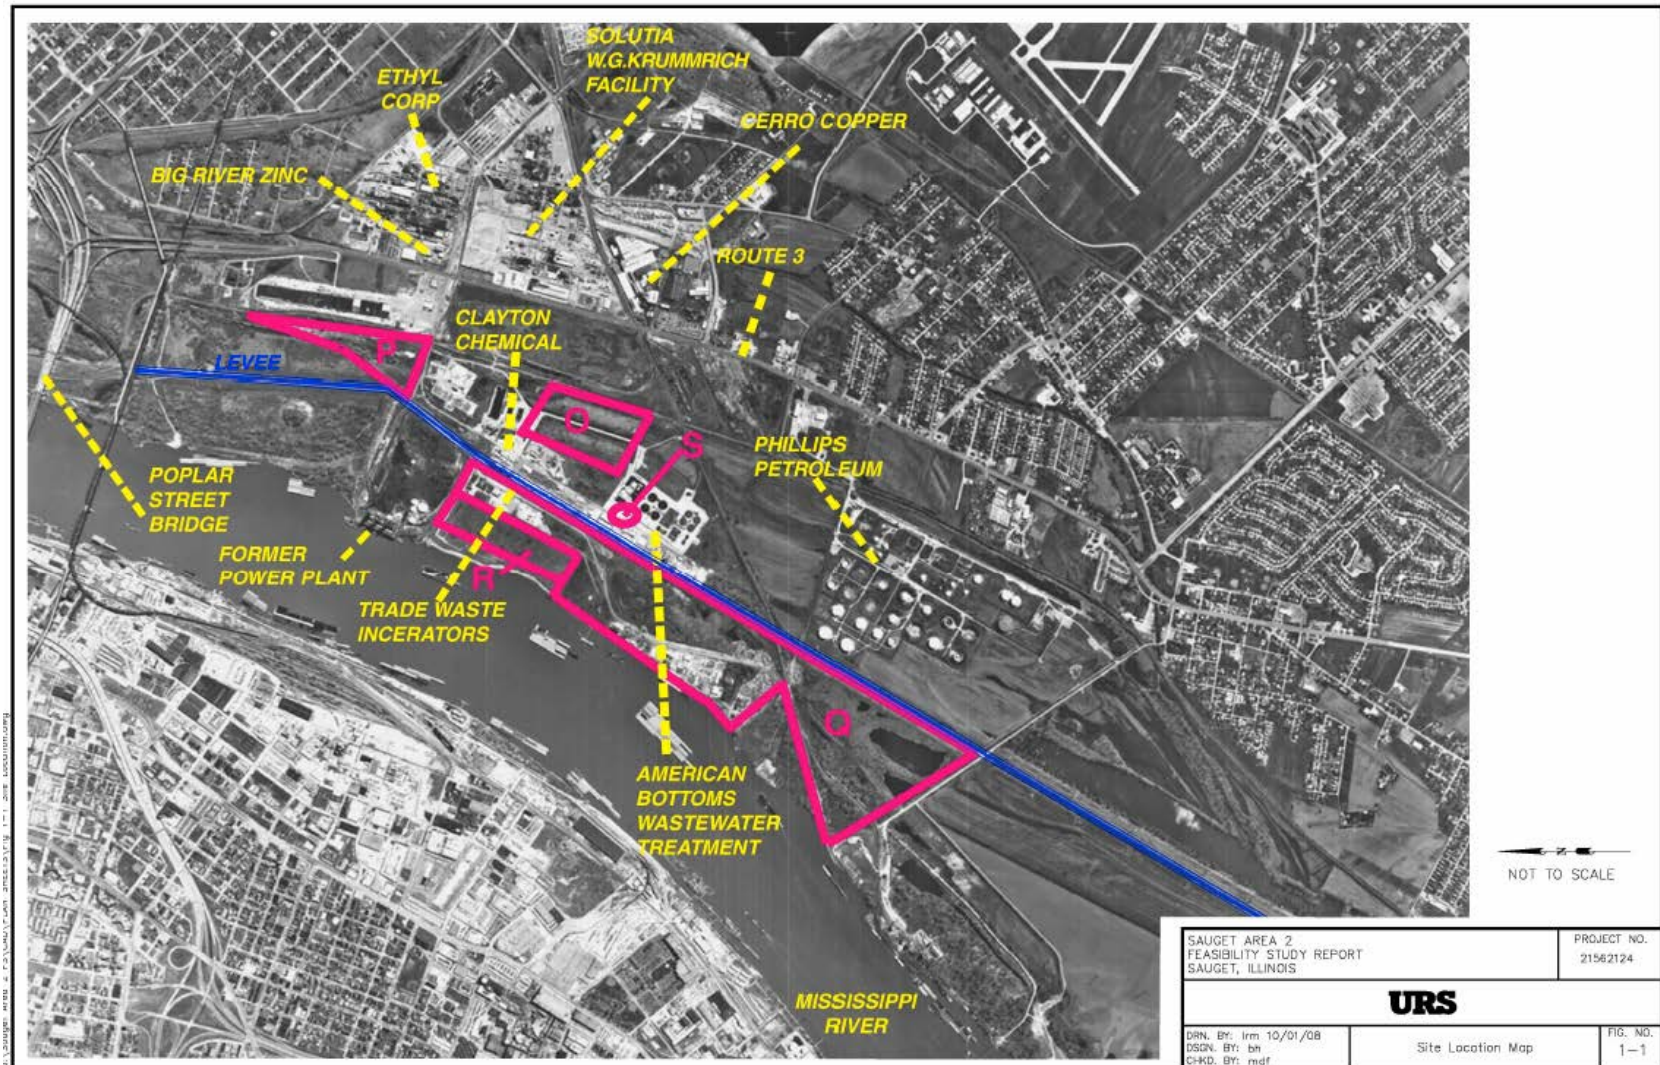 SOLUTIA
W.G.KRUMMRICH
FACILITY
ETHYL
CORP
CERRO COPPER
BIG RIVER ZINC
ROUTE 3
CLAYTON
CHEMICAL
P
LEVEE
O
S
PHILLIPS
PETROLEUM
POPLAR
STREET
BRIDGE
FORMER
POWER PLANT
R
TRADE WASTE
INCERATORS
Q
AMERICAN
BOTTOMS
WASTEWATER
TREATMENT
MISSISSIPPI
RIVER
N
NOT TO SCALE
SAUGET AREA 2
FEASIBILITY STUDY REPORT
SAUGET, ILLINOIS
PROJECT NO.
21562124
URS
DRN. BY: lrm 10/01/08
DSGN. BY: bh
CHKD. BY: mdf
Site Location Map
FIG. NO.
1-1